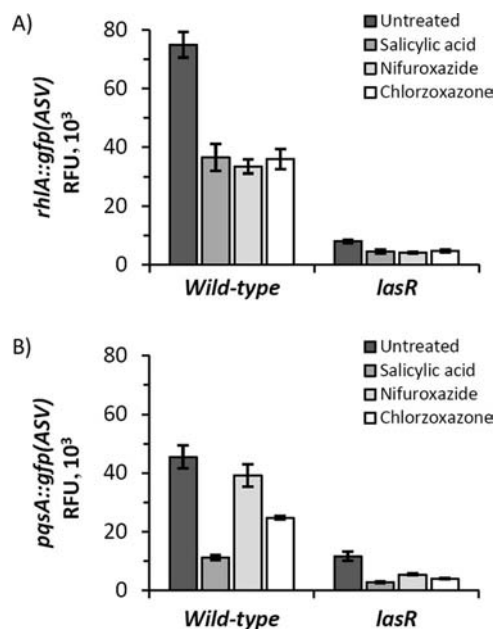 A)
rhlA::gfp(ASV)
RFU, 10³
80
60
40
20
0
Untreated
Salicylic acid
Nifuroxazide
Chlorzoxazone
Wild-type
lasR
B)
pqsA::gfp(ASV)
RFU, 10³
80
60
40
20
0
Untreated
Salicylic acid
Nifuroxazide
Chlorzoxazone
Wild-type
lasR